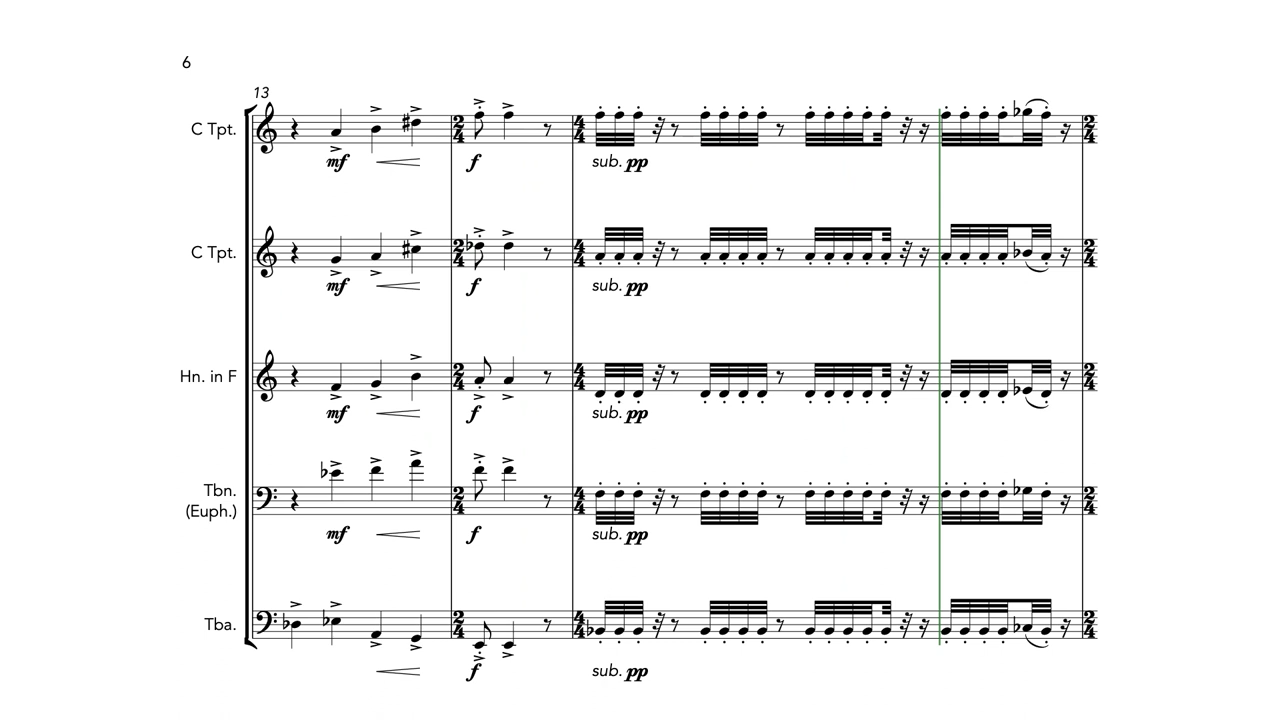 6
13
C Tpt.
mf
f
sub. pp
C Tpt.
mf
f
sub. pp
Hn. in F
mf
f
sub. pp
Tbn.
(Euph.)
mf
f
sub. pp
Tba.
f
sub. pp